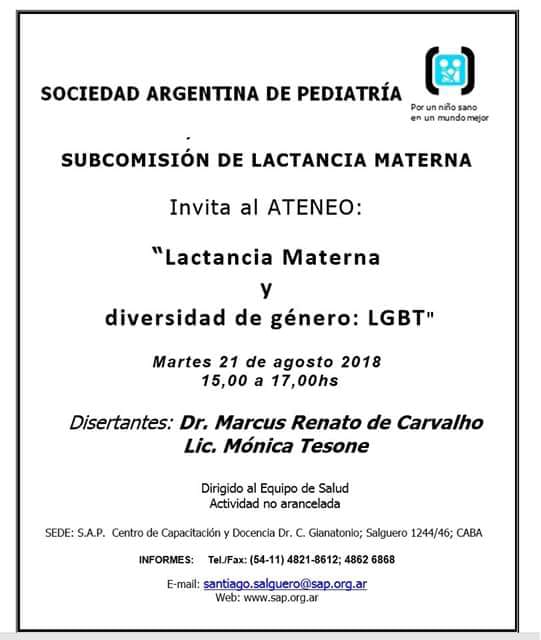 SOCIEDAD ARGENTINA DE PEDIATRÍA
Por un niño sano
en un mundo mejor
SUBCOMISIÓN DE LACTANCIA MATERNA
Invita al ATENEO:
“Lactancia Materna
y
diversidad de género: LGBT"
Martes 21 de agosto 2018
15,00 a 17,00hs
Disertantes: Dr. Marcus Renato de Carvalho
Lic. Mónica Tesone
Dirigido al Equipo de Salud
Actividad no arancelada
SEDE: S.A.P. Centro de Capacitación y Docencia Dr. C. Gianatonio; Salguero 1244/46; CABA
INFORMES: Tel./Fax: (54-11) 4821-8612; 4862 6868
E-mail: santiago.salguero@sap.org.ar
Web: www.sap.org.ar